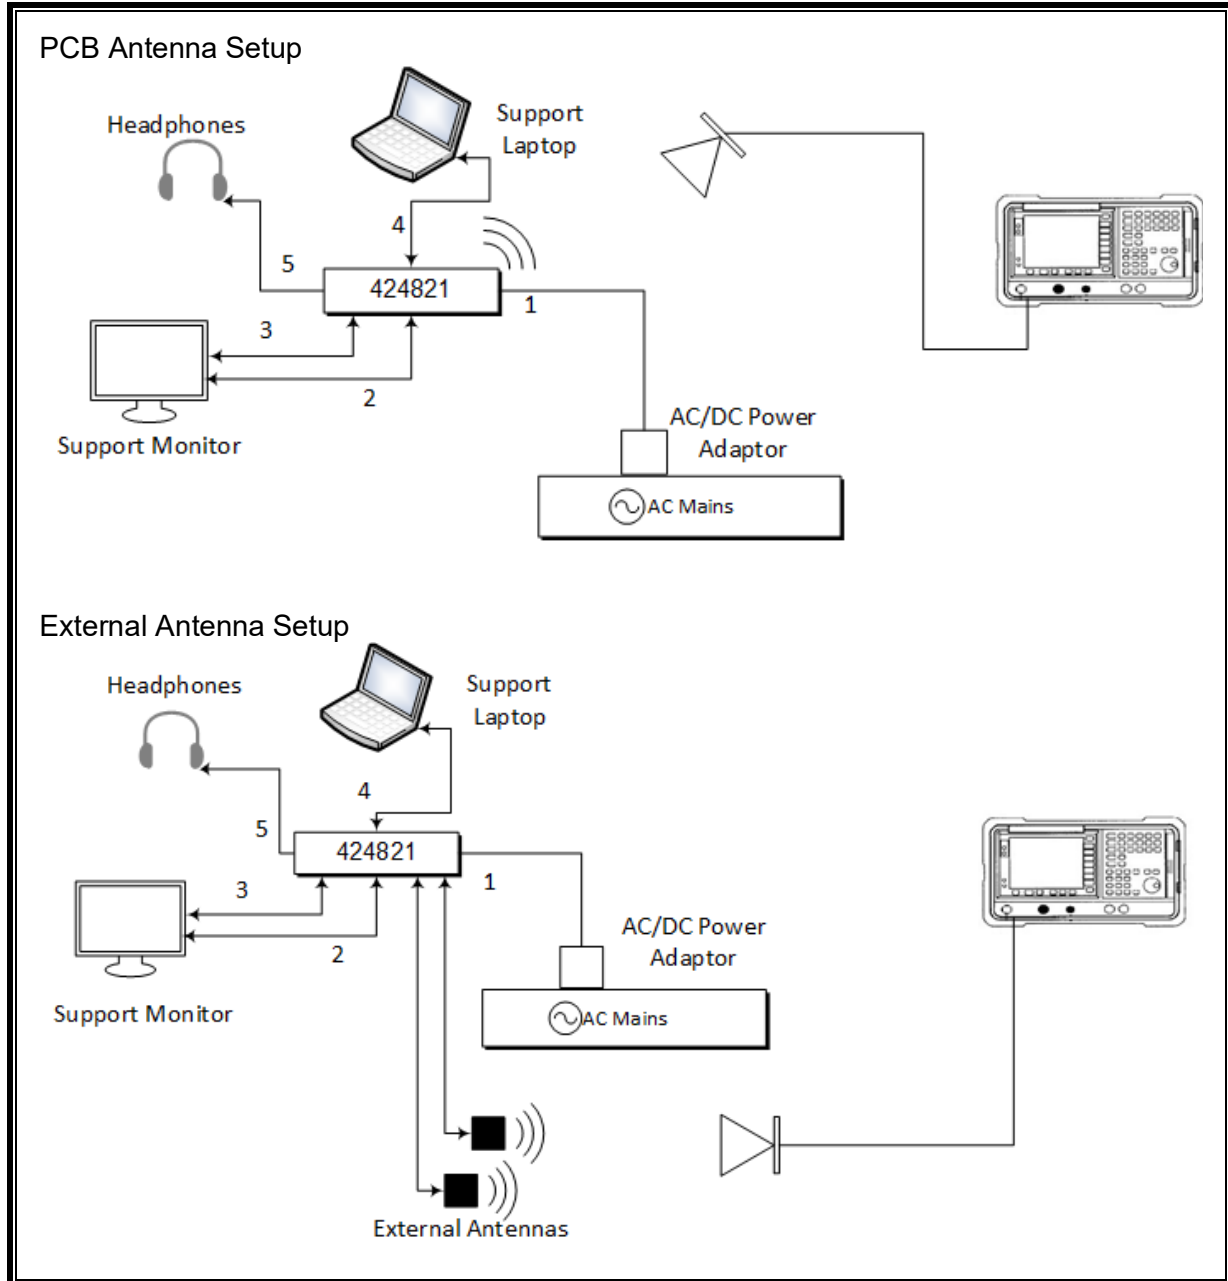 PCB Antenna Setup
Headphones
Support
Laptop
4
5
424821
1
3
2
Support Monitor
AC/DC Power
Adaptor
AC Mains
External Antenna Setup
Headphones
Support
Laptop
4
5
424821
1
3
2
Support Monitor
AC/DC Power
Adaptor
AC Mains
External Antennas